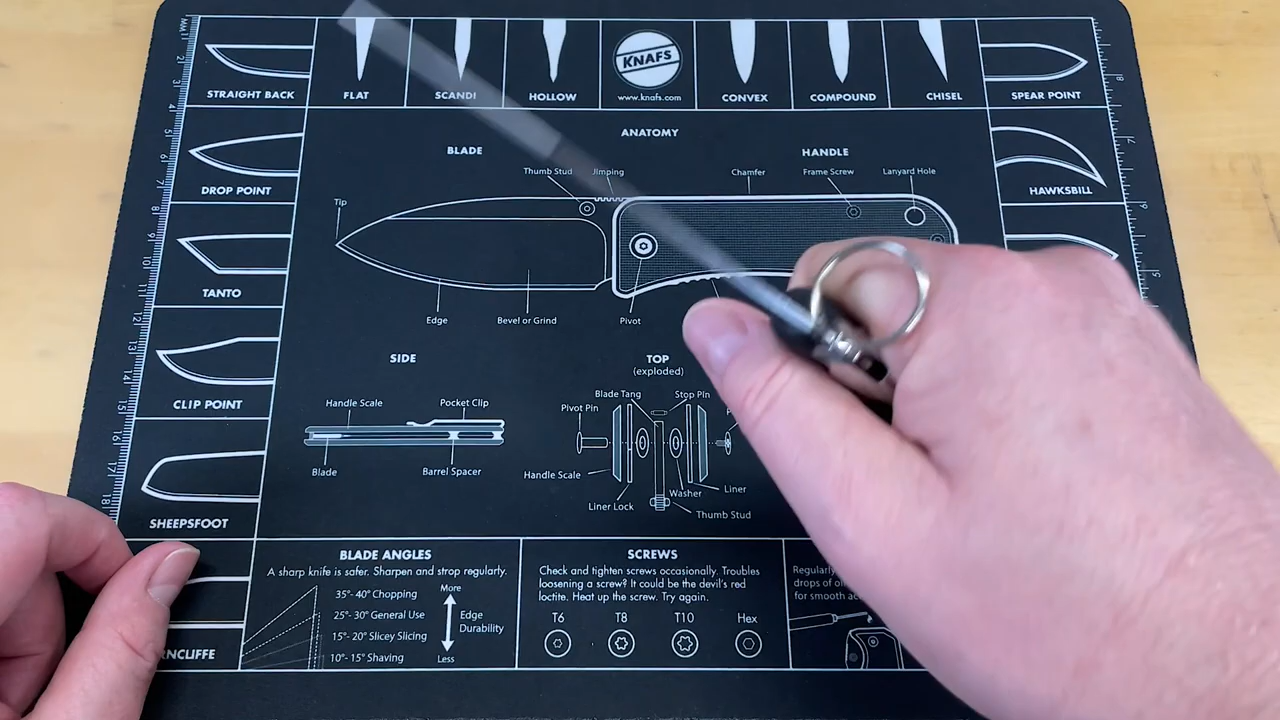 STRAIGHT BACK
FLAT
SCANDI
HOLLOW
KNAFS
www.knafs.com
CONVEX
COMPOUND
CHISEL
SPEAR POINT
DROP POINT
TANTO
CLIP POINT
SHEEPSFOOT
RNCLIFFE
HAWKSBILL
ANATOMY
BLADE
HANDLE
Thumb Stud
Jimping
Chamfer
Frame Screw
Lanyard Hole
Tip
Edge
Bevel or Grind
Pivot
SIDE
Handle Scale
Pocket Clip
Blade
Barrel Spacer
TOP
(exploded)
Blade Tang
Stop Pin
Pivot Pin
Handle Scale
Liner Lock
Washer
Liner
Thumb Stud
BLADE ANGLES
A sharp knife is safer. Sharpen and strop regularly.
35°- 40° Chopping
25°- 30° General Use
15°- 20° Slicey Slicing
10°- 15° Shaving
More
Edge
Durability
Less
SCREWS
Check and tighten screws occasionally. Troubles
loosening a screw? It could be the devil's red
loctite. Heat up the screw. Try again.
T6
T8
T10
Hex
Regularly
drops of
for smooth